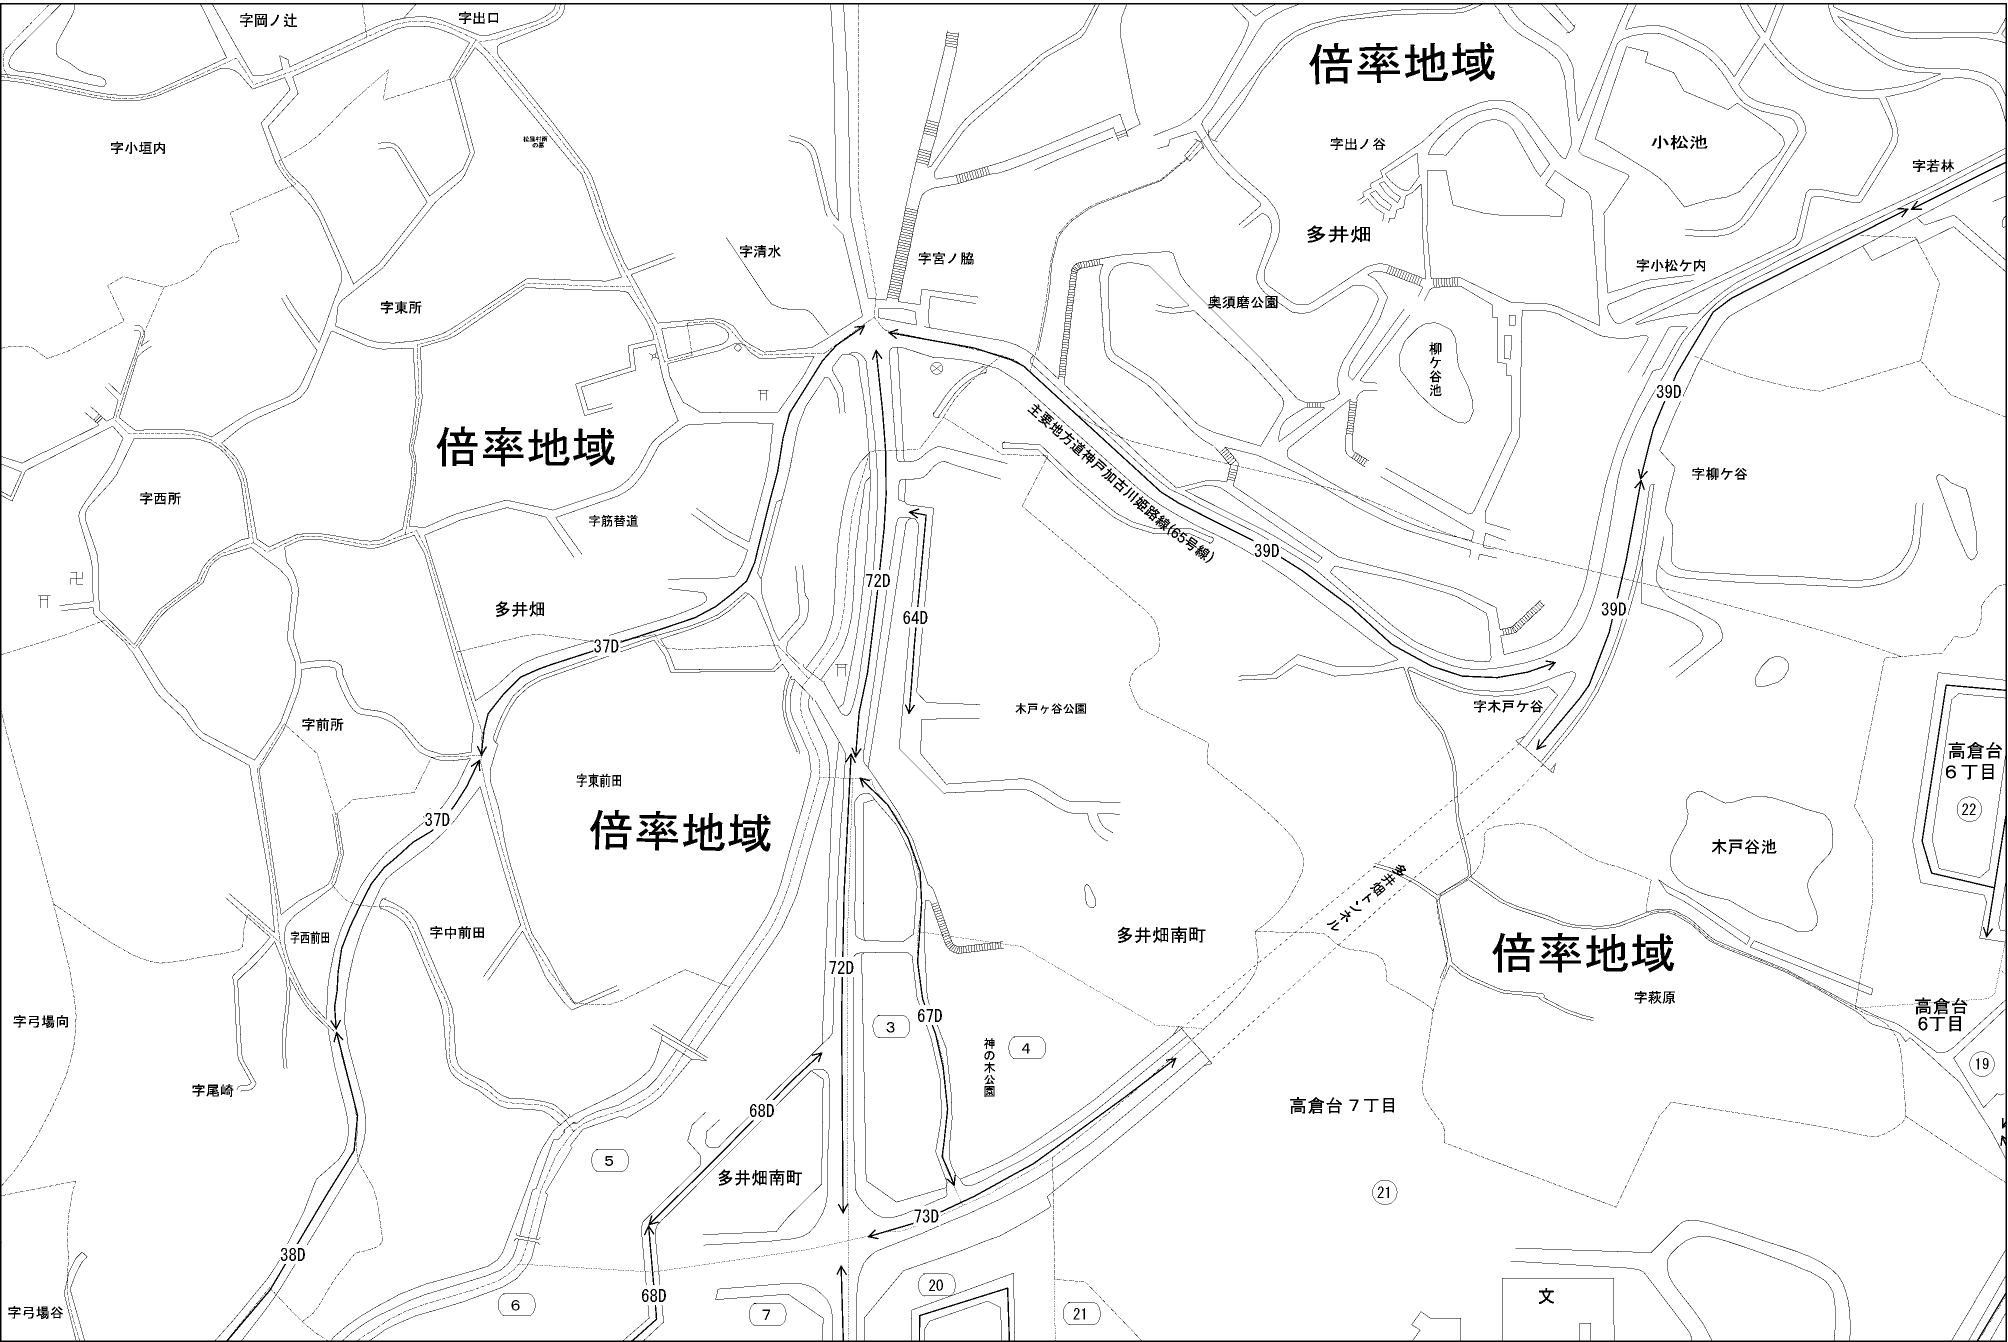 字岡ノ辻
字出口
倍率地域
字小垣内
字出ノ谷
小松池
字若林
多井畑
字清水
字宮ノ脇
字小松ケ内
字東所
奥須磨公園
柳ケ谷池
39D
主要地方道神戸加古川姫路線(65号線)
倍率地域
字西所
字柳ケ谷
字筋替道
39D
72D
39D
64D
多井畑
37D
字前所
木戸ヶ谷公園
字木戸ケ谷
高倉台
6丁目
22
字東前田
37D
倍率地域
木戸谷池
多井畑トンネル
字西前田
字中前田
多井畑南町
倍率地域
72D
字萩原
字弓場向
3
67D
神の木公園
4
高倉台
6丁目
19
字尾崎
68D
高倉台7丁目
5
多井畑南町
21
73D
38D
68D
20
文
字弓場谷
6
7
21